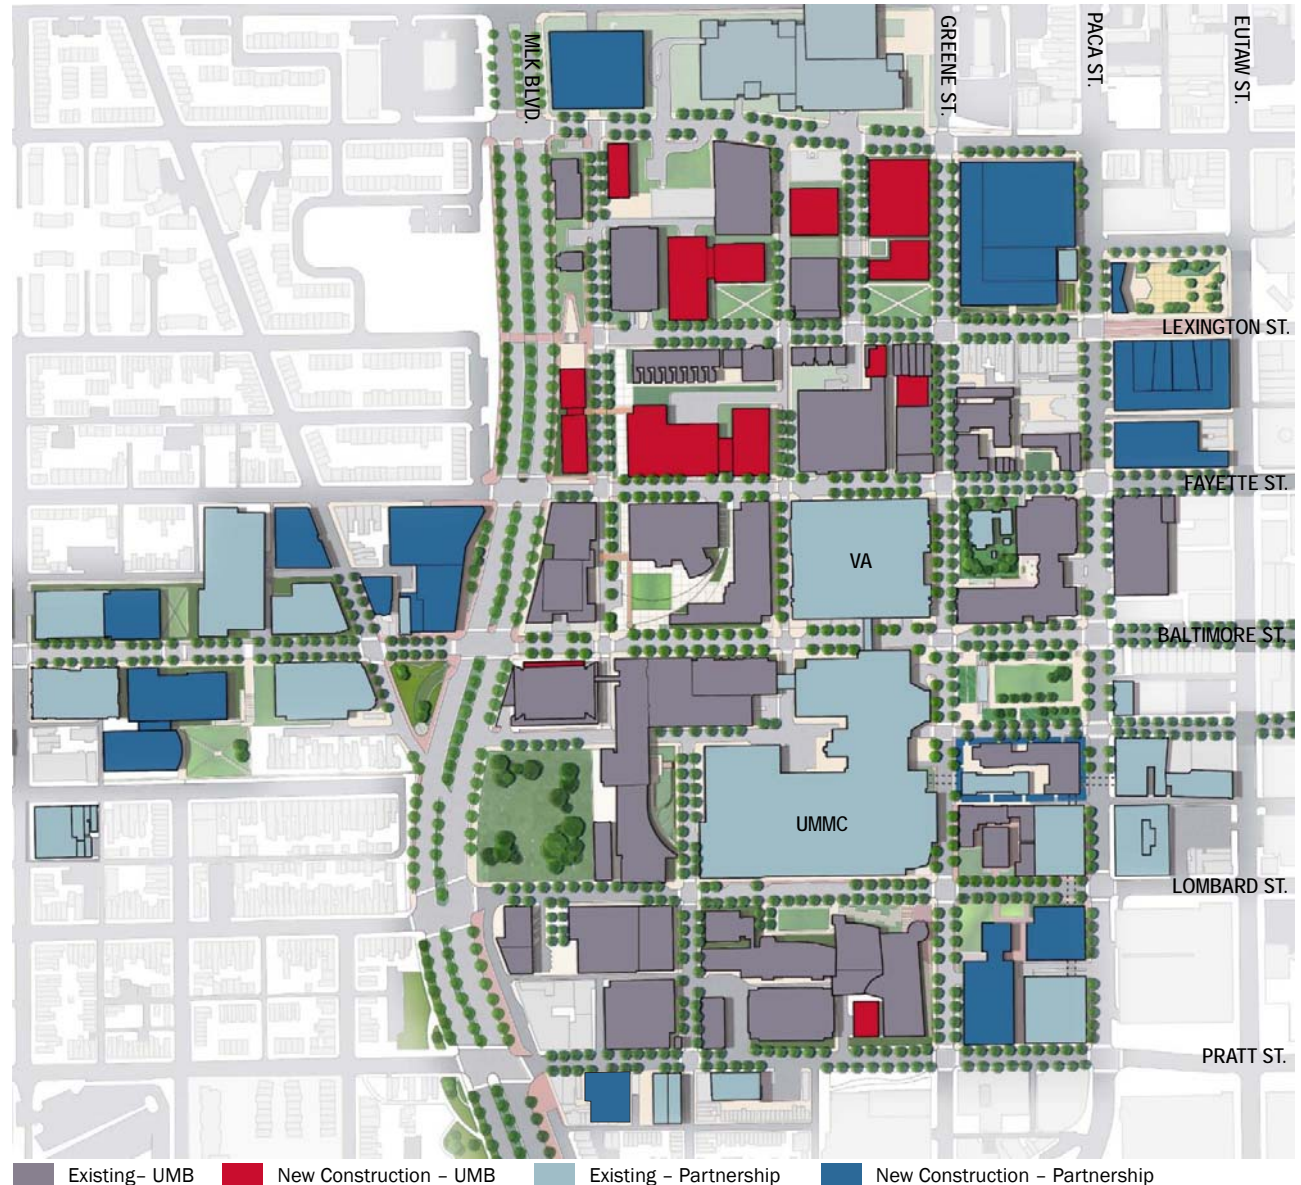 MLK BLVD.
GREENE ST.
PACA ST.
EUTAW ST.
LEXINGTON ST.
FAYETTE ST.
VA
BALTIMORE ST.
UMMC
LOMBARD ST.
PRATT ST.
Existing– UMB
New Construction – UMB
Existing – Partnership
New Construction – Partnership